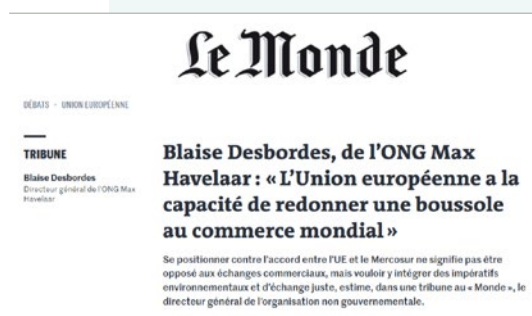 Le Monde
DÉBATS - UNION EUROPÉENNE
TRIBUNE
Blaise Desbordes
Directeur général de l'ONG Max
Havelaar
Blaise Desbordes, de l'ONG Max
Havelaar : « L'Union européenne a la
capacité de redonner une boussole
au commerce mondial »
Se positionner contre l'accord entre l'UE et le Mercosur ne signifie pas être
opposé aux échanges commerciaux, mais vouloir y intégrer des impératifs
environnementaux et d'échange juste, estime, dans une tribune au « Monde », le
directeur général de l'organisation non gouvernementale.